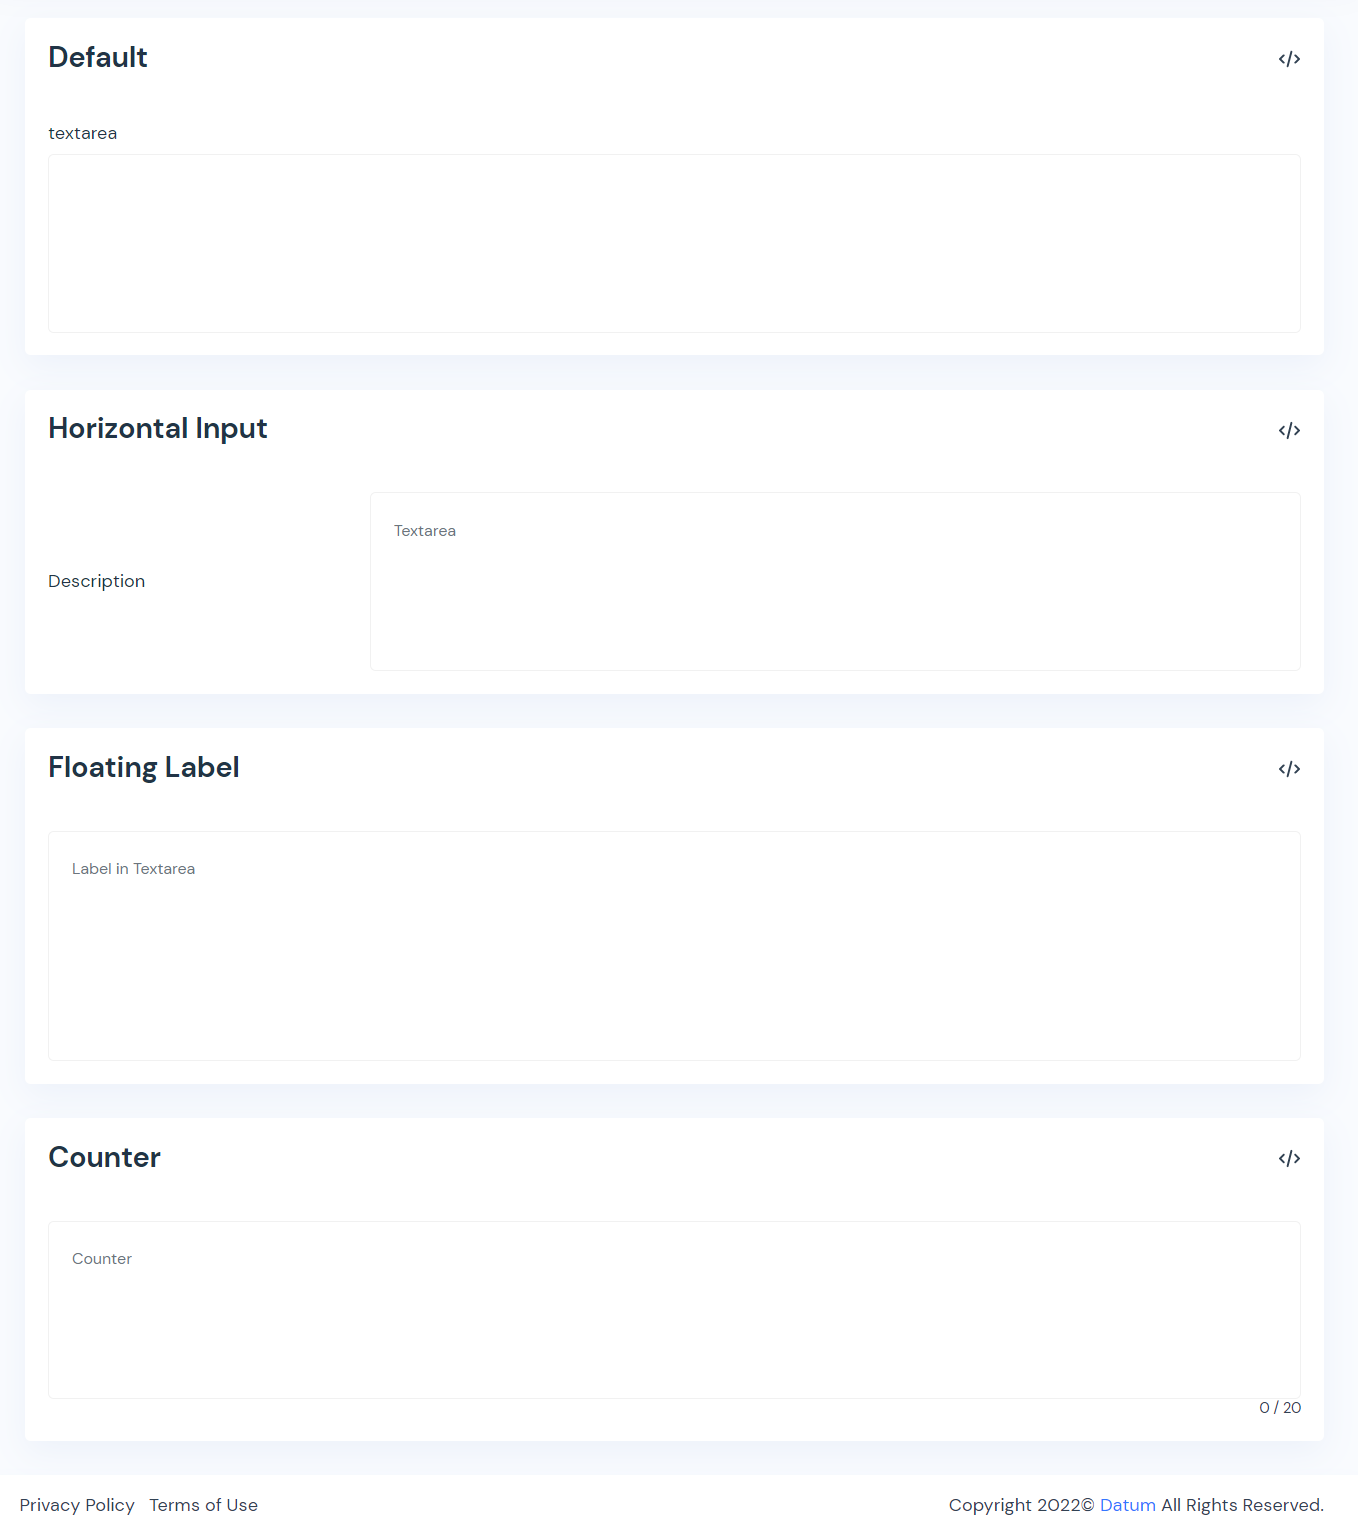 Default
textarea
Horizontal Input
Description
Textarea
Floating Label
Label in Textarea
Counter
Counter
0 / 20
Privacy Policy Terms of Use Copyright 2022© Datum All Rights Reserved.